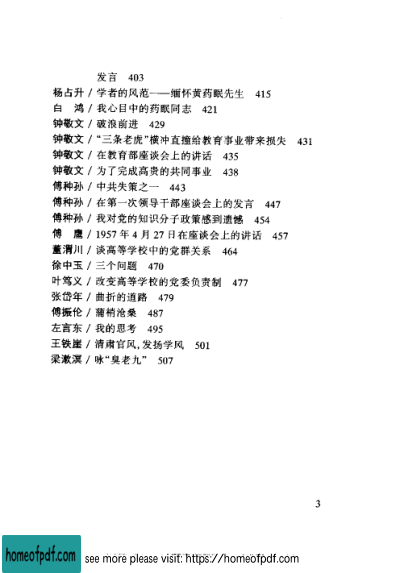 发言 403
杨占升 / 学者的风范——缅怀黄药眠先生 415
白 鸿 / 我心目中的药眠同志 421
钟敬文 / 破浪前进 429
钟敬文 / “三条老虎”横冲直撞给教育事业带来损失 431
钟敬文 / 在教育部座谈会上的讲话 435
钟敬文 / 为了完成高贵的共同事业 438
傅种孙 / 中共失策之一 443
傅种孙 / 在第一次领导干部座谈会上的发言 447
傅种孙 / 我对党的知识分子政策感到遗憾 454
傅 鹰 / 1957年4月27日在座谈会上的讲话 457
董渭川 / 谈高等学校中的党群关系 464
徐中玉 / 三个问题 470
叶笃义 / 改变高等学校的党委负责制 477
张岱年 / 曲折的道路 479
傅振伦 / 蒲梢沧桑 487
左言东 / 我的思考 495
王铁崖 / 清肃官风,发扬学风 501
梁漱溟 / 咏“臭老九” 507
3
homeofpdf.com see more please visit: https://homeofpdf.com